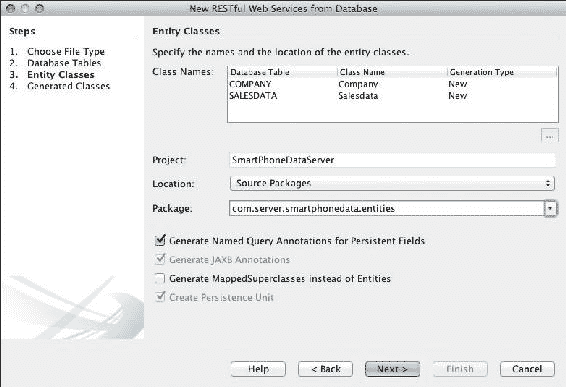 New RESTful Web Services from Database
Steps
1. Choose File Type
2. Database Tables
3. Entity Classes
4. Generated Classes
Entity Classes
Specify the names and the location of the entity classes.
Class Names:
Database Table Class Name Generation Type
COMPANY Company New
SALESDATA Salesdata New
...
Project: SmartPhoneDataServer
Location: Source Packages
Package: com.server.smartphonedata.entities
Generate Named Query Annotations for Persistent Fields
Generate JAXB Annotations
Generate MappedSuperclasses instead of Entities
Create Persistence Unit
Help < Back Next > Finish Cancel